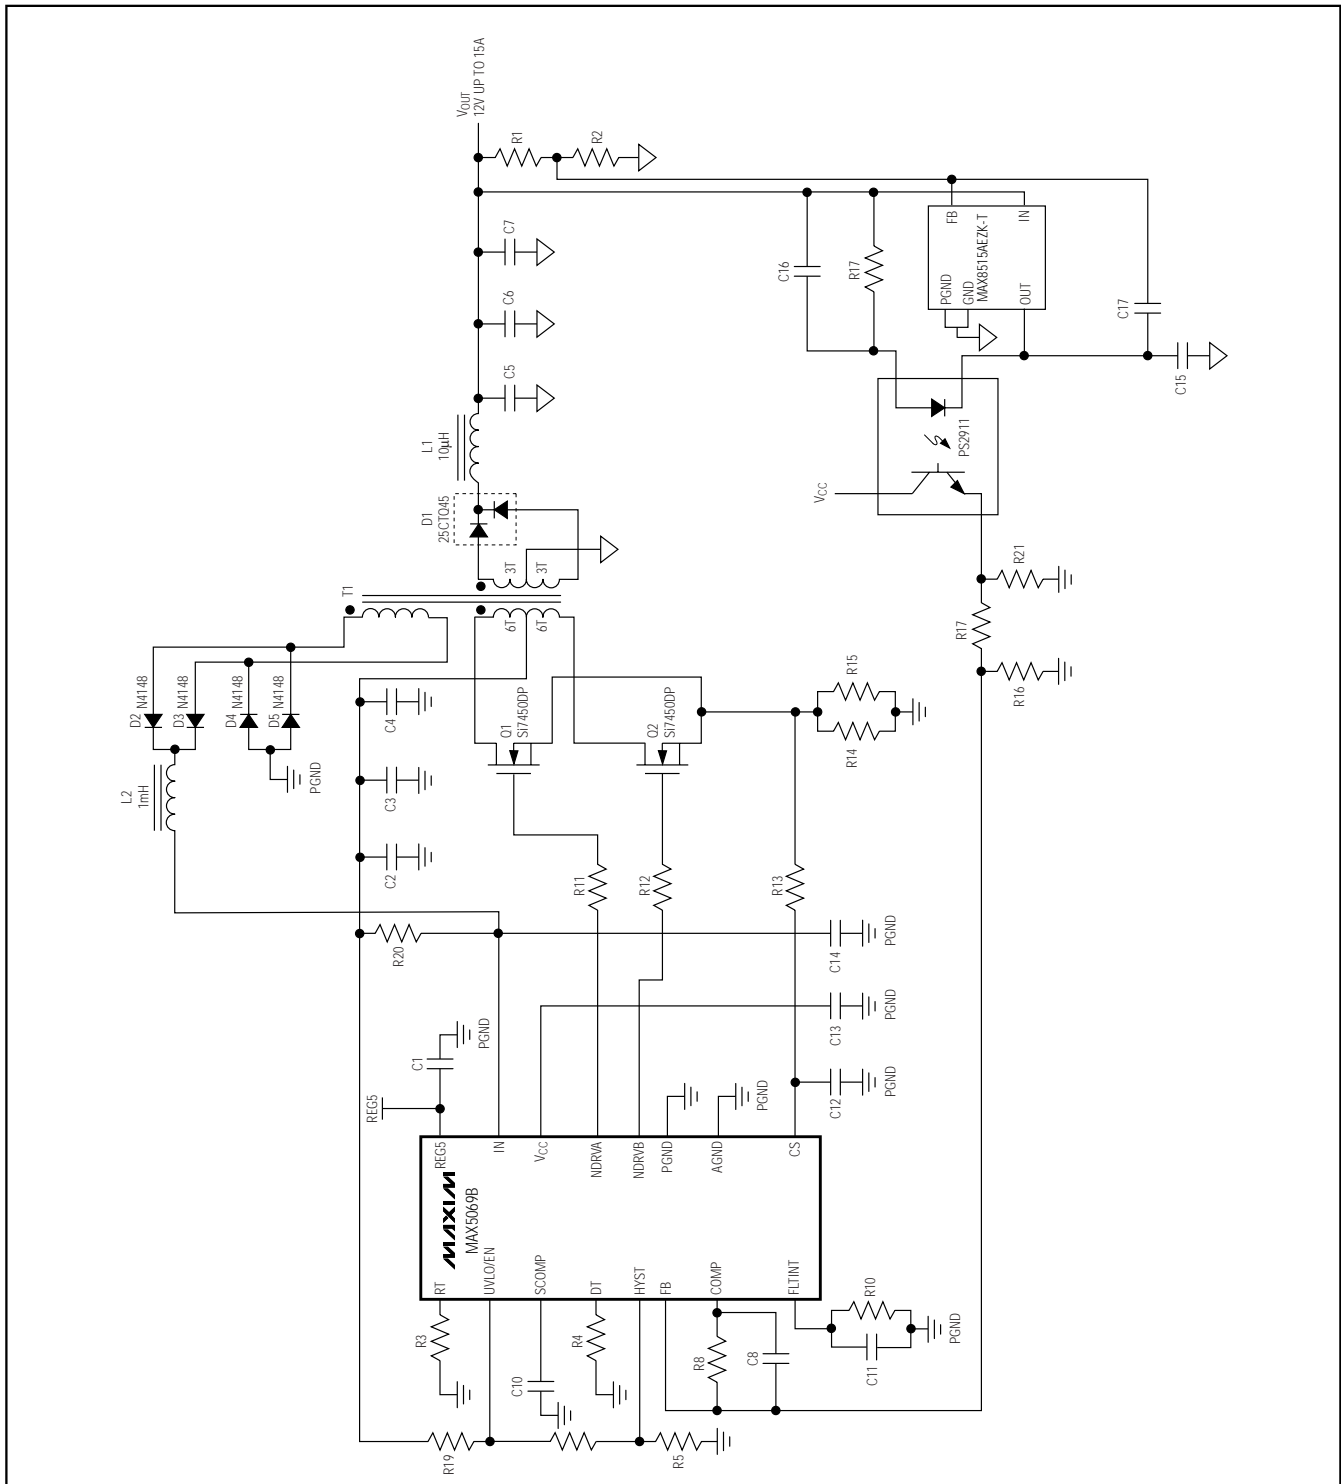 VOUT
12V UP TO 15A
R1
R2
C7
C6
C5
L1
10µH
D1
25CTO45
3T
3T
T1
6T
6T
D2 N4148
D3 N4148
D4 N4148
D5 N4148
PGND
L2
1mH
C4
C3
C2
Q1
Si7450DP
Q2
Si7450DP
R15
R14
R11
R12
R13
R20
C14
PGND
C13
PGND
C12
PGND
C1
PGND
REG5
PGND
C16
R17
FB
IN
MAX8515AEZK-T
PGND
GND
OUT
C17
C15
PS2911
VCC
R21
R17
R16
REG5
IN
VCC
NDRVA
NDRVB
PGND
AGND
CS
MAXIM
MAX5069B
RT
UVLO/EN
SCOMP
DT
HYST
FB
COMP
FLTINT
R3
C10
R4
R8
C8
R10
C11
PGND
R19
R5